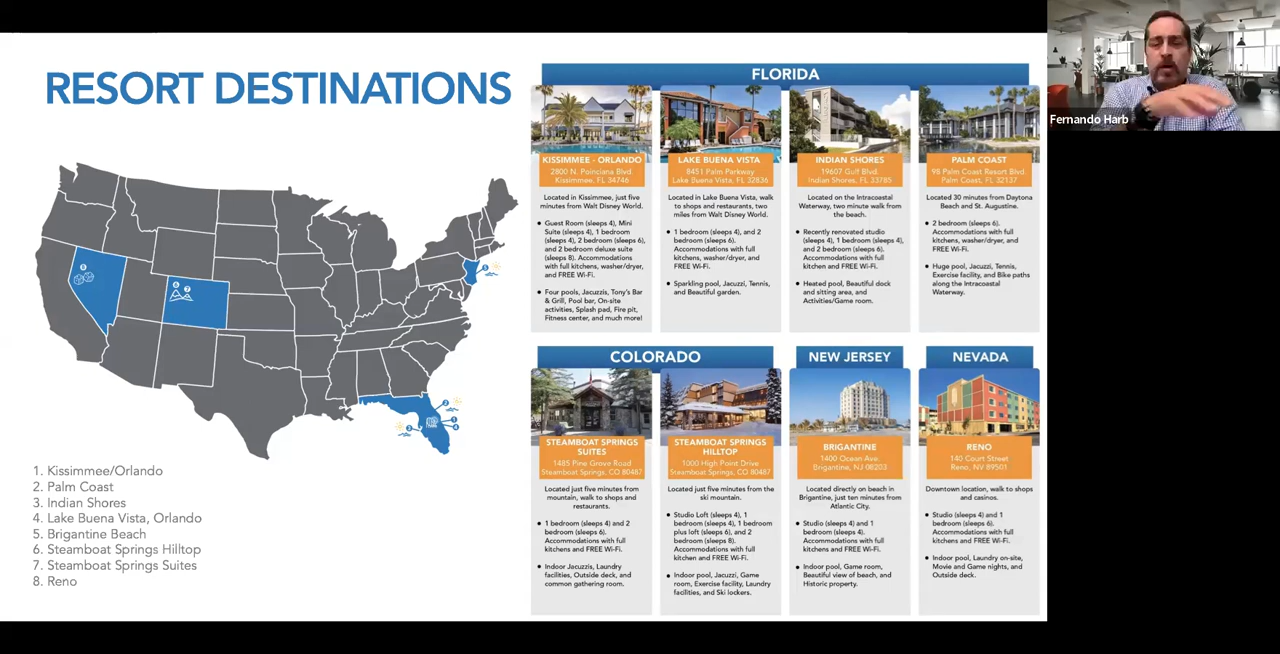 RESORT DESTINATIONS
1. Kissimmee/Orlando
2. Palm Coast
3. Indian Shores
4. Lake Buena Vista, Orlando
5. Brigantine Beach
6. Steamboat Springs Hilltop
7. Steamboat Springs Suites
8. Reno
FLORIDA
KISSIMMEE - ORLANDO
2800 N. Poinciana Blvd.
Kissimmee, FL 34746
Located in Kissimmee, just five
minutes from Walt Disney World.
• Guest Room (sleeps 4), Mini
Suite (sleeps 4), 1 bedroom
(sleeps 4), 2 bedroom (sleeps 6),
and 2 bedroom deluxe suite
(sleeps 8). Accommodations
with full kitchens, washer/dryer,
and FREE Wi-Fi.
• Four pools, Jacuzzis, Tony's Bar
& Grill, Pool bar, On-site
activities, Splash pad, Fire pit,
Fitness center, and much more!
LAKE BUENA VISTA
8451 Palm Parkway
Lake Buena Vista, FL 32836
Located in Lake Buena Vista, walk
to shops and restaurants, two
miles from Walt Disney World.
• 1 bedroom (sleeps 4), and 2
bedroom (sleeps 6).
Accommodations with full
kitchens, washer/dryer, and
FREE Wi-Fi.
• Sparkling pool, Jacuzzi, Tennis,
and Beautiful garden.
INDIAN SHORES
19607 Gulf Blvd.
Indian Shores, FL 33785
Located on the Intracoastal
Waterway, two minute walk from
the beach.
• Recently renovated studio
(sleeps 4), 1 bedroom (sleeps 4),
and 2 bedroom (sleeps 6).
Accommodations with full
kitchen and FREE Wi-Fi.
• Heated pool, Beautiful dock
and sitting area, and
Activities/Game room.
PALM COAST
98 Palm Coast Resort Blvd.
Palm Coast, FL 32137
Located 30 minutes from Daytona
Beach and St. Augustine.
• 2 bedroom (sleeps 6).
Accommodations with full
kitchens, washer/dryer, and
FREE Wi-Fi.
• Huge pool, Jacuzzi, Tennis,
Exercise facility, and Bike paths
along the Intracoastal
Waterway.
COLORADO
STEAMBOAT SPRINGS
SUITES
1485 Pine Grove Road
Steamboat Springs, CO 80487
Located just five minutes from
mountain, walk to shops and
restaurants.
• 1 bedroom (sleeps 4) and 2
bedroom (sleeps 6).
Accommodations with full
kitchens and FREE Wi-Fi.
• Indoor Jacuzzis, Laundry
facilities, Outside deck, and
common gathering room.
STEAMBOAT SPRINGS
HILLTOP
1000 High Point Drive
Steamboat Springs, CO 80487
Located just five minutes from the
ski mountain.
• Studio Loft (sleeps 4), 1
bedroom (sleeps 4), 1 bedroom
plus loft (sleeps 6), and 2
bedroom (sleeps 8).
Accommodations with full
kitchen and FREE Wi-Fi.
• Indoor pool, Jacuzzi, Game
room, Exercise facility, Laundry
facilities, and Ski lockers.
NEW JERSEY
BRIGANTINE
1400 Ocean Ave.
Brigantine, NJ 08203
Located directly on beach in
Brigantine, just ten minutes from
Atlantic City.
• Studio (sleeps 4) and 1
bedroom (sleeps 4).
Accommodations with full
kitchens and FREE Wi-Fi.
• Indoor pool, Game room,
Beautiful view of beach, and
Historic property.
NEVADA
RENO
140 Court Street
Reno, NV 89501
Downtown location, walk to shops
and casinos.
• Studio (sleeps 4) and 1
bedroom (sleeps 6).
Accommodations with full
kitchens and FREE Wi-Fi.
• Indoor pool, Laundry on-site,
Movie and Game nights, and
Outside deck.
Fernando Harb